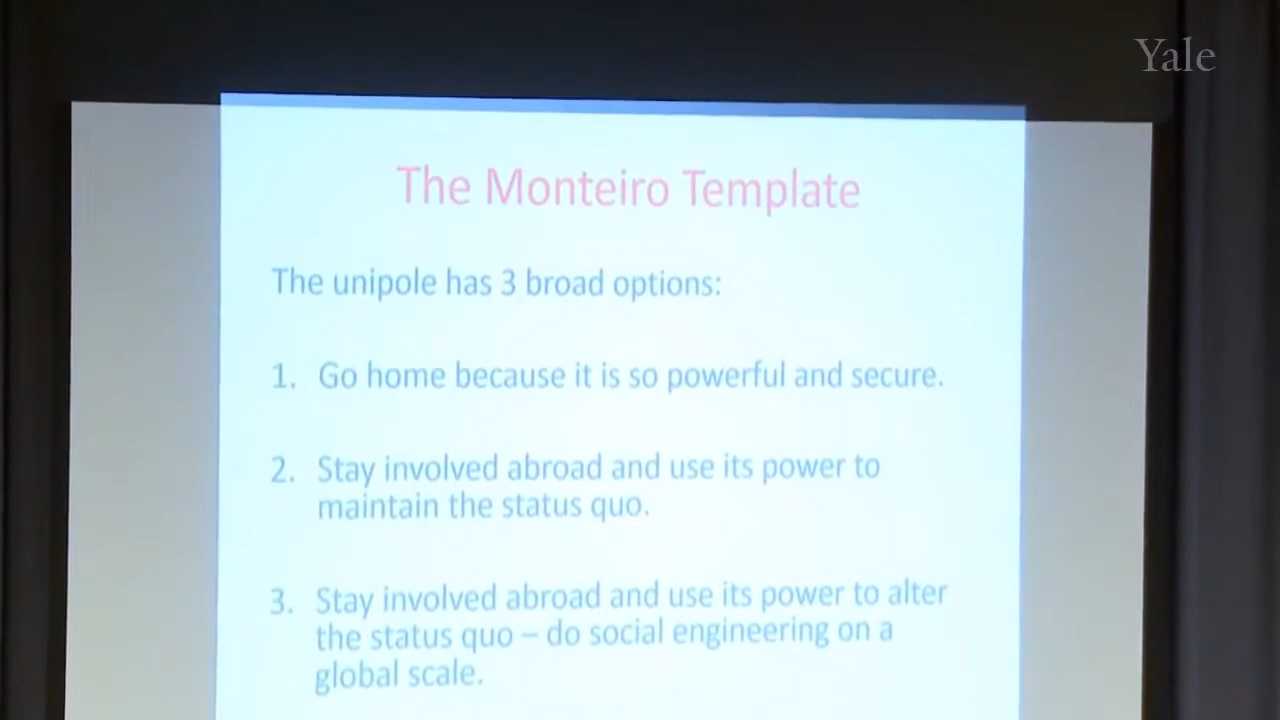 Yale
The Monteiro Template
The unipole has 3 broad options:
1. Go home because it is so powerful and secure.
2. Stay involved abroad and use its power to
maintain the status quo.
3. Stay involved abroad and use its power to alter
the status quo – do social engineering on a
global scale.